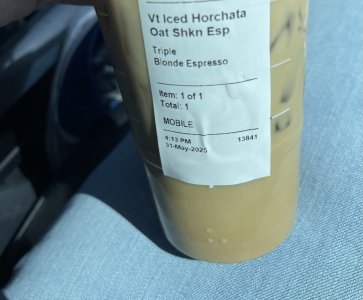 Vt Iced Horchata
Oat Shkn Esp
Triple
Blonde Espresso
Item: 1 of 1
Total: 1
MOBILE
4:13 PM 13841
31-May-2025